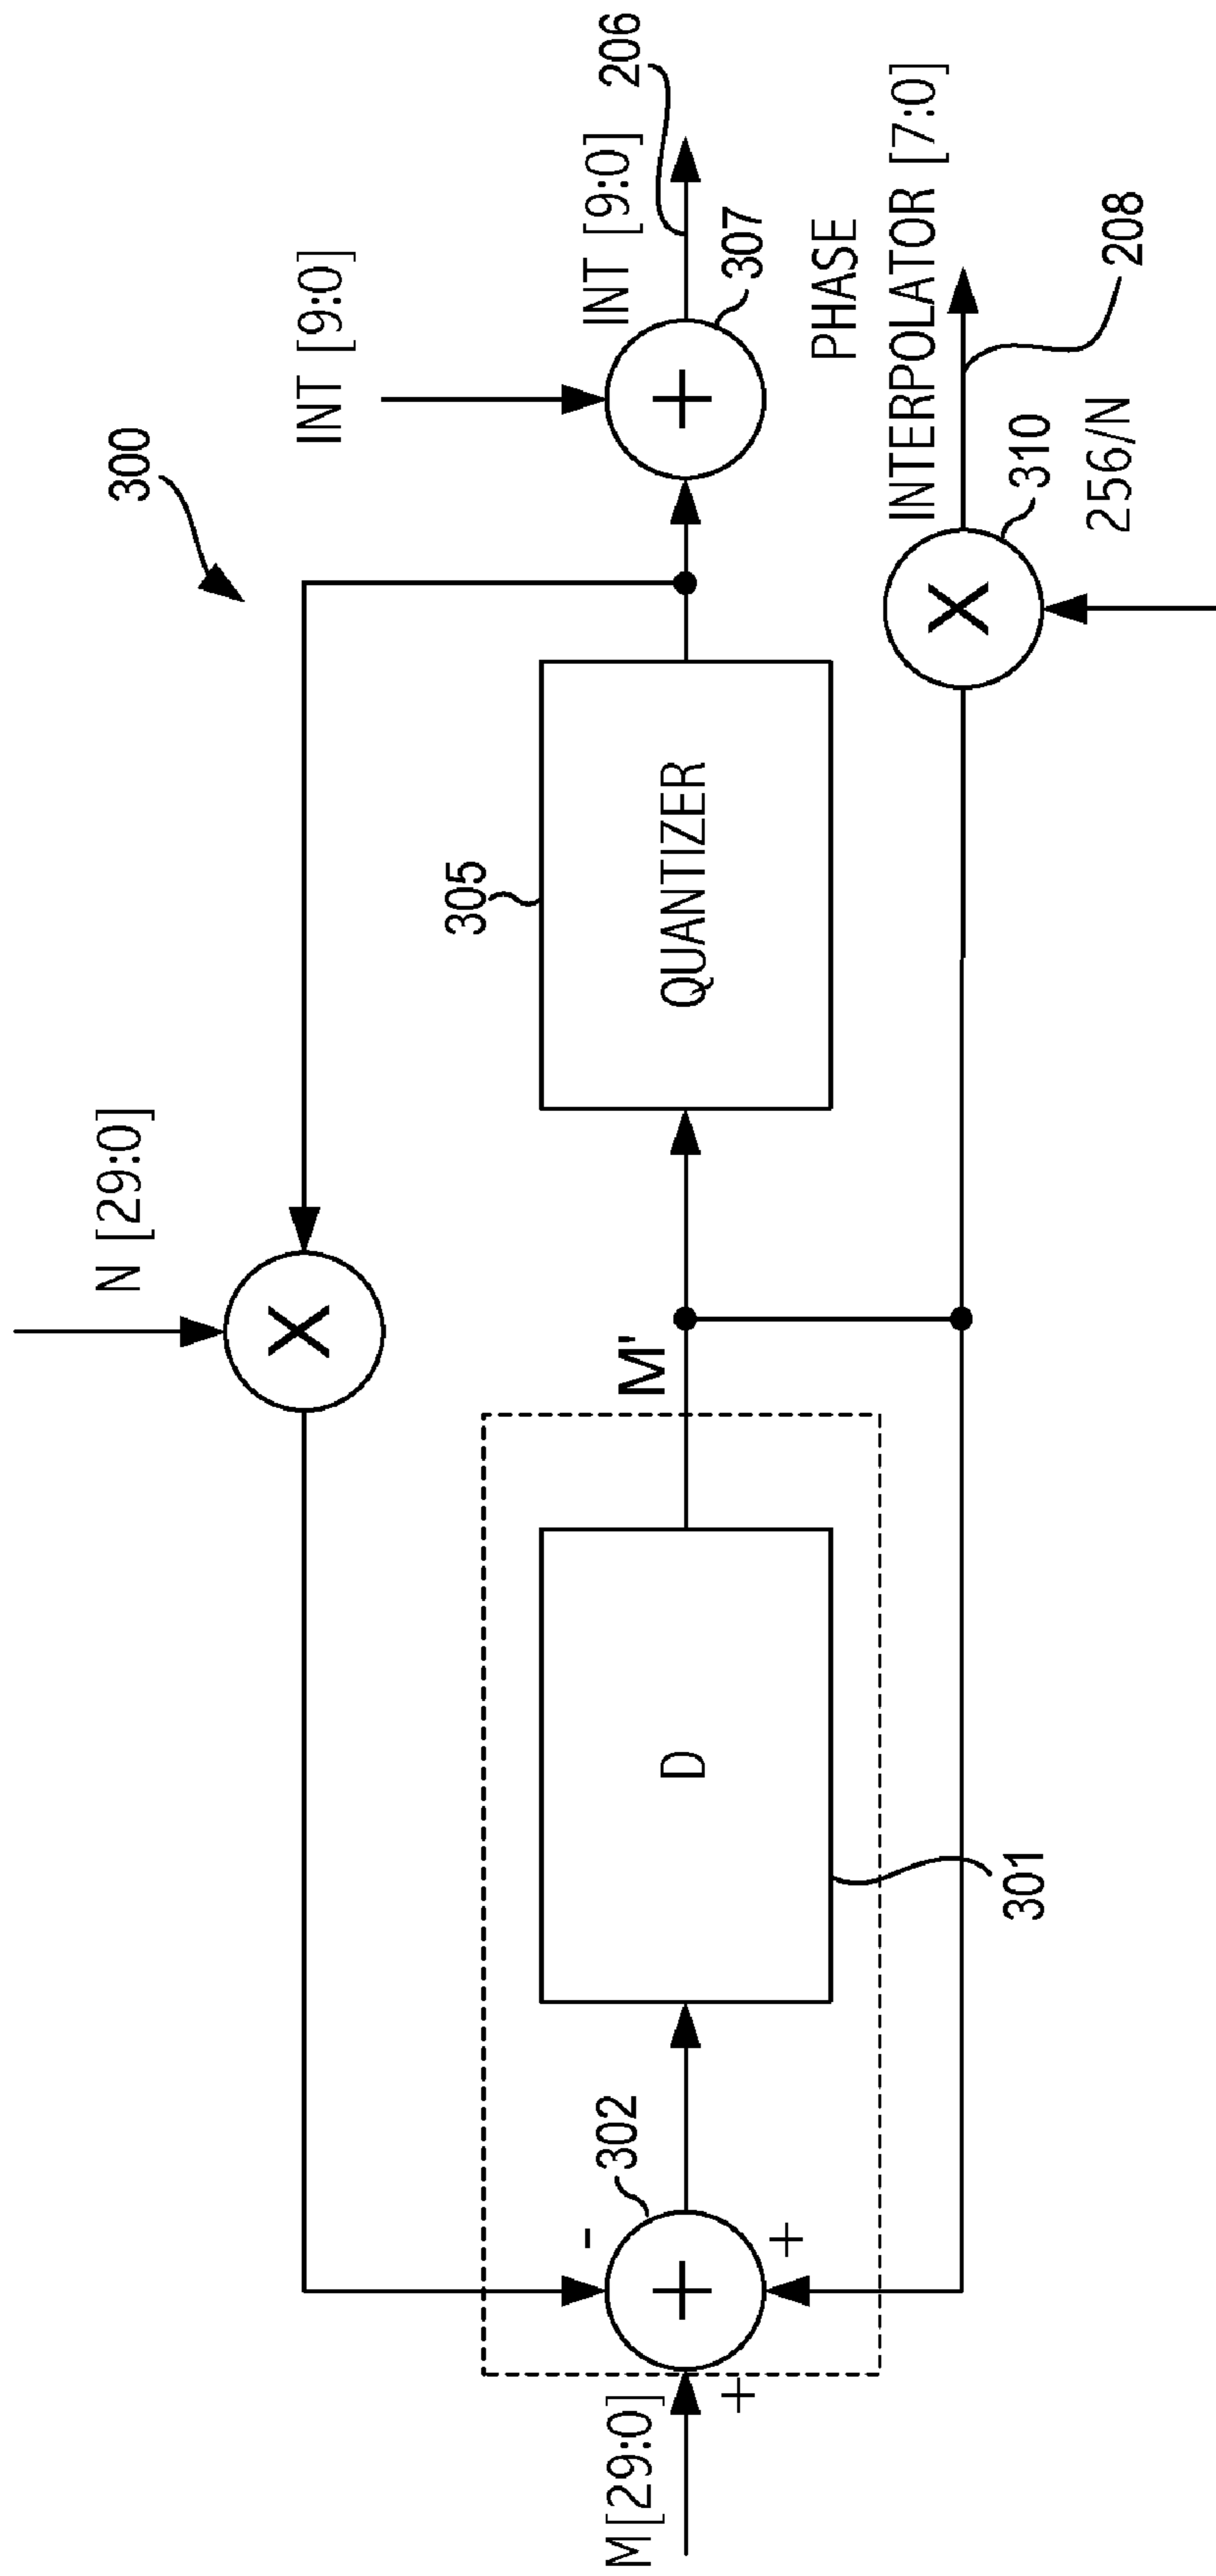 300
N [29:0]
X
INT [9:0]
INT [9:0]
206
M[29:0]
+
-
+
+
302
D
301
M'
305
QUANTIZER
+
307
PHASE
INTERPOLATOR [7:0]
X
310
256/N
208